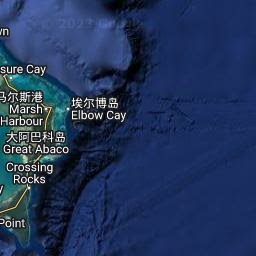 © 2023
wn
sure Cay
马尔斯港
Marsh
Harbour
埃尔博岛
Elbow Cay
大阿巴科岛
Great Abaco
Crossing
Rocks
y
Point